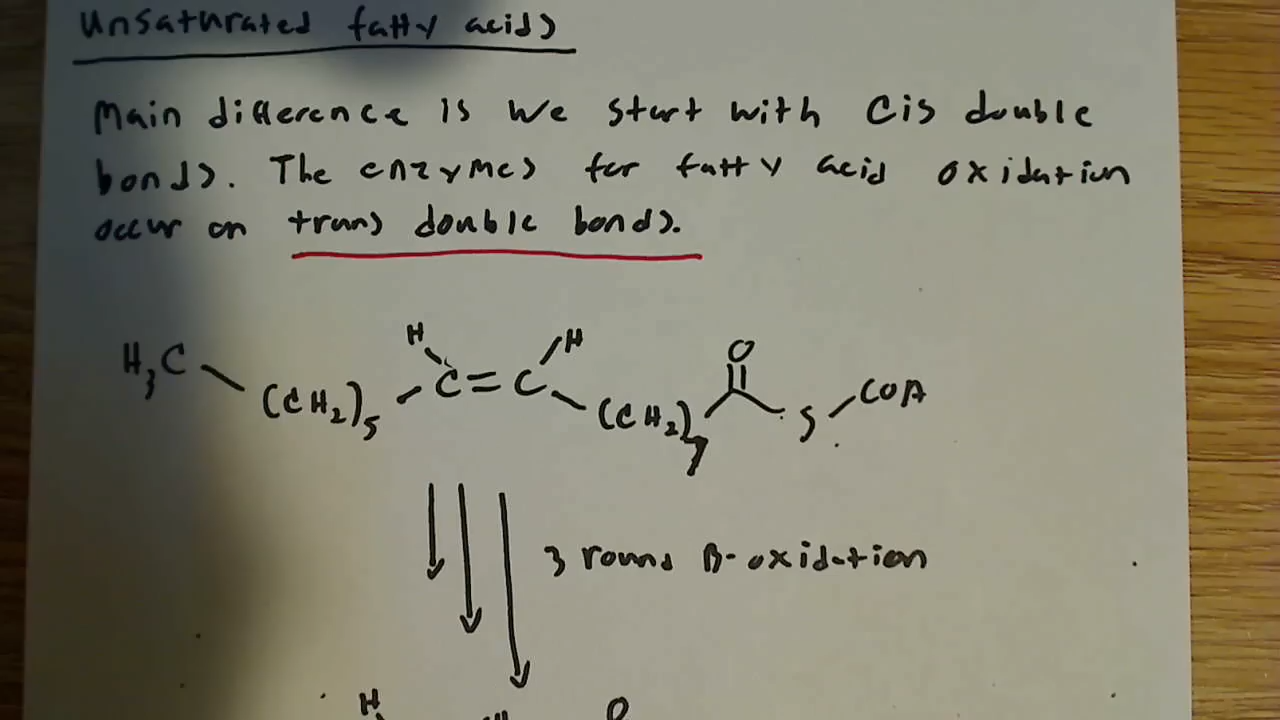 Unsaturated fatty acids
Main difference is we start with Cis double
bonds. The enzymes for fatty acid oxidation
occur on trans double bonds.
H H O
H3C (CH2)5 C=C (CH2)7 S COA
3 round B-oxidation
H O